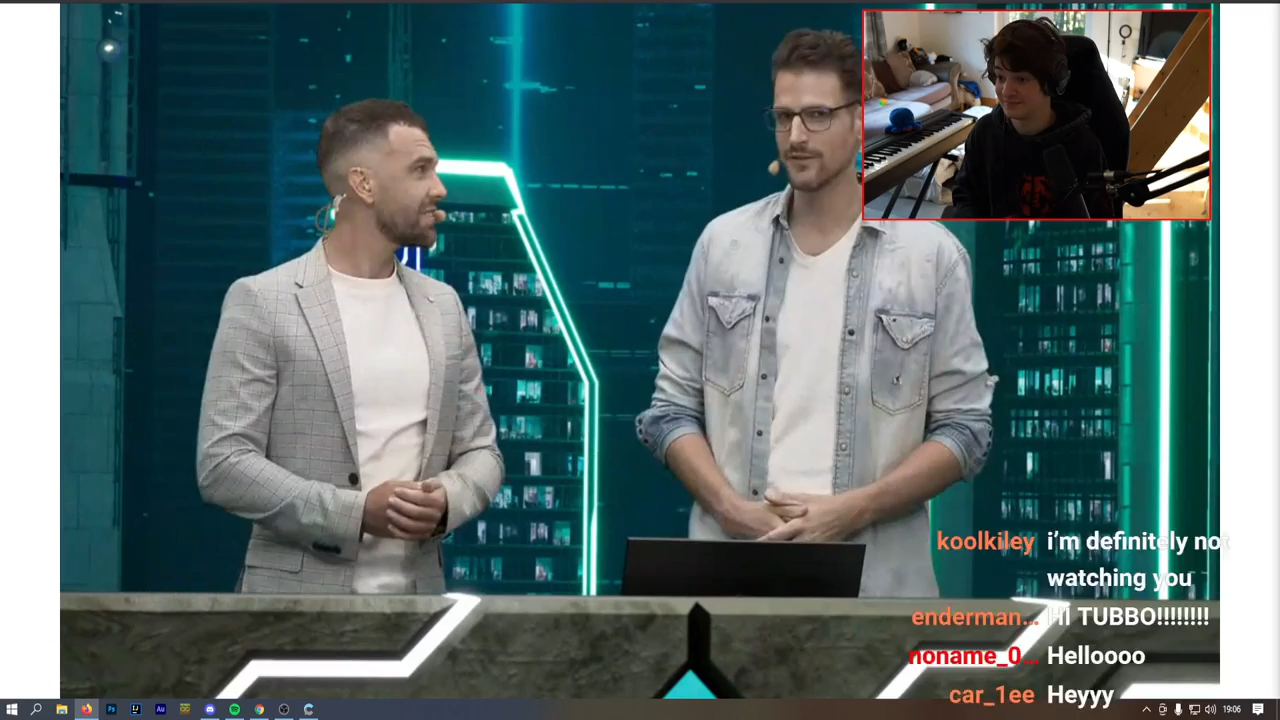 koolkiley i'm definitely not
watching you
enderman... HI TUBBO!!!!!!!!
noname_0... Helloooo
car_1ee Heyyy
19:06